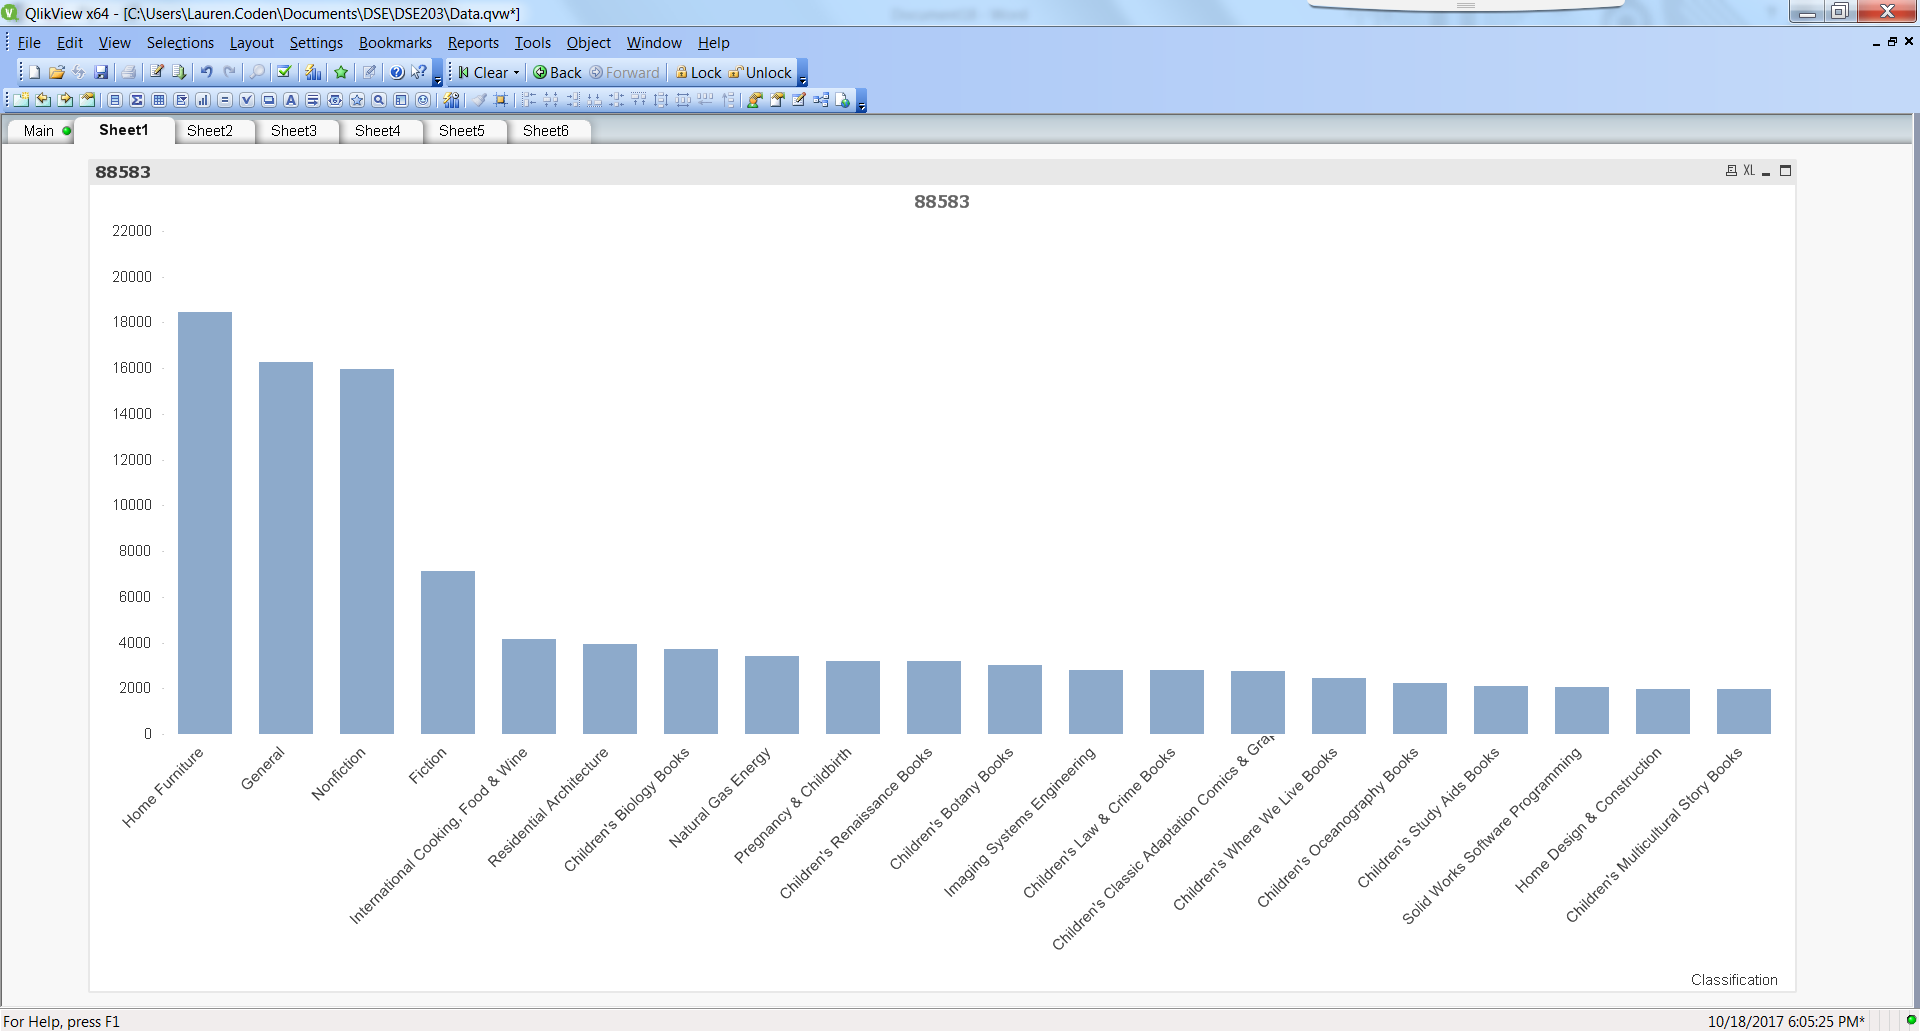 QlikView x64 - [C:\Users\Lauren.Coden\Documents\DSE\DSE203\Data.qvw*]
File Edit View Selections Layout Settings Bookmarks Reports Tools Object Window Help
Clear Back Forward Lock Unlock
Main Sheet1 Sheet2 Sheet3 Sheet4 Sheet5 Sheet6
88583
XL
88583
22000
20000
18000
16000
14000
12000
10000
8000
6000
4000
2000
0
Home Furniture
General
Nonfiction
Fiction
International Cooking, Food & Wine
Residential Architecture
Children's Biology Books
Natural Gas Energy
Pregnancy & Childbirth
Children's Renaissance Books
Children's Botany Books
Imaging Systems Engineering
Children's Law & Crime Books
Children's Classic Adaptation Comics &
Children's Where We Live Books
Children's Oceanography Books
Children's Study Aids Books
Solid Works Software Programming
Home Design & Construction
Children's Multicultural Story Books
Classification
For Help, press F1
10/18/2017 6:05:25 PM*